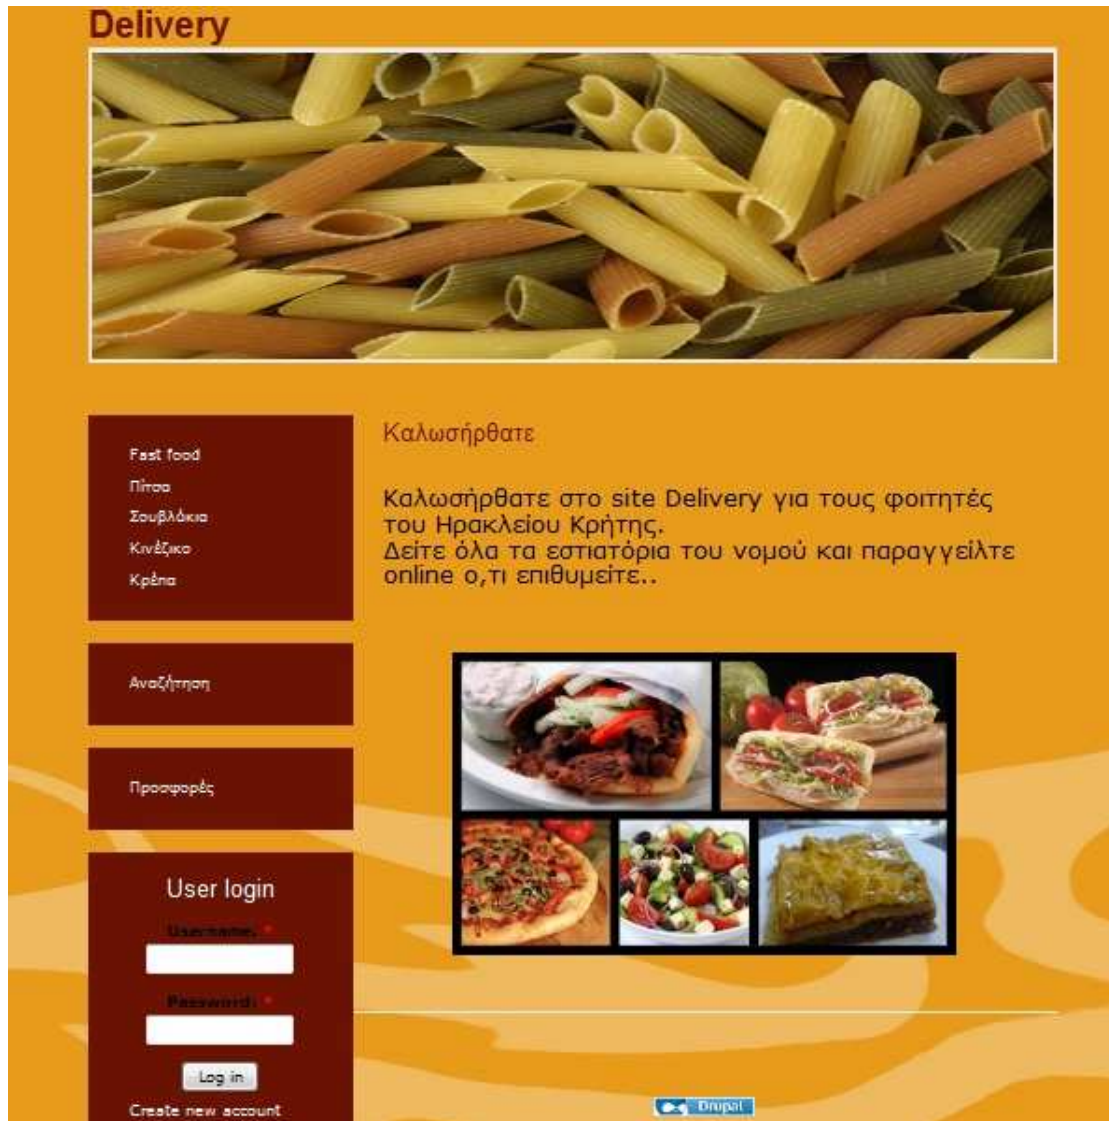 Delivery
Fast food
Πίτσα
Σουβλάκια
Κινέζικο
Κρέπα
Αναζήτηση
Προσφορές
User login
Username: *
Password: *
Log in
Create new account
Καλωσήρθατε
Καλωσήρθατε στο site Delivery για τους φοιτητές
του Ηρακλείου Κρήτης.
Δείτε όλα τα εστιατόρια του νομού και παραγγείλτε
online ο,τι επιθυμείτε..
Drupal